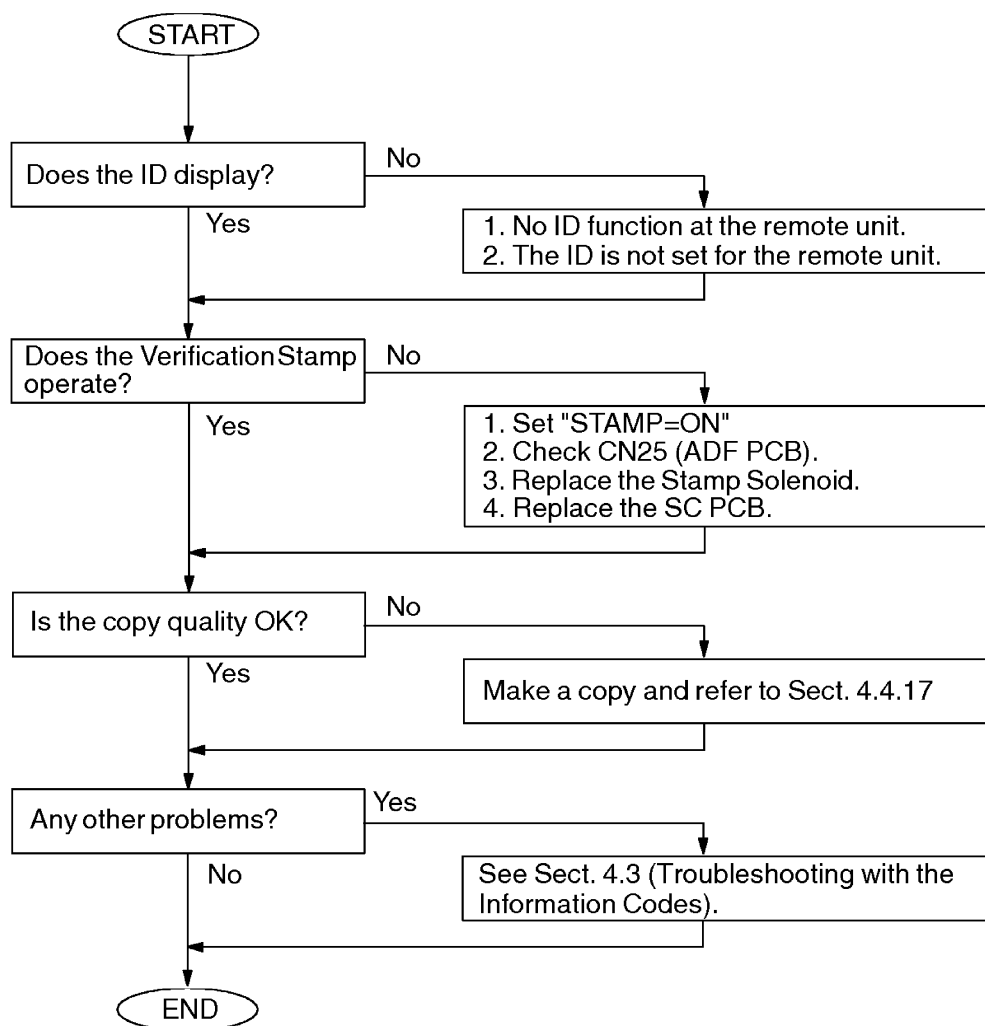 START
Does the ID display?
No
Yes
1. No ID function at the remote unit.
2. The ID is not set for the remote unit.
Does the Verification Stamp
operate?
No
Yes
1. Set "STAMP=ON"
2. Check CN25 (ADF PCB).
3. Replace the Stamp Solenoid.
4. Replace the SC PCB.
Is the copy quality OK?
No
Yes
Make a copy and refer to Sect. 4.4.17
Any other problems?
Yes
No
See Sect. 4.3 (Troubleshooting with the
Information Codes).
END